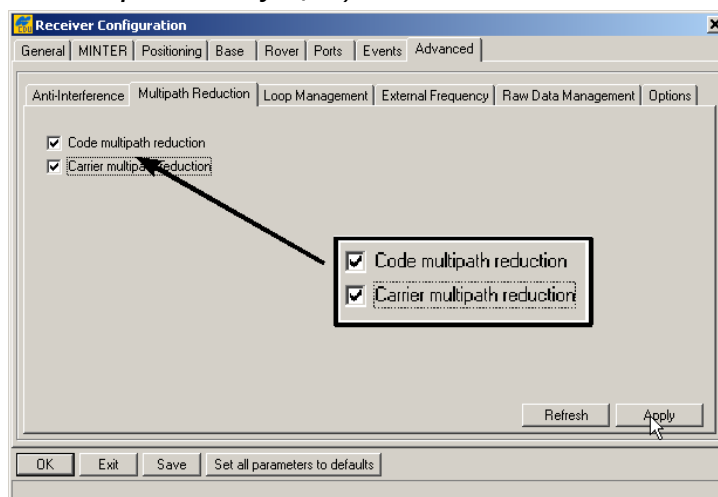 Receiver Configuration
General MINTER Positioning Base Rover Ports Events Advanced
Anti-Interference Multipath Reduction Loop Management External Frequency Raw Data Management Options
Code multipath reduction
Carrier multipath reduction
Code multipath reduction
Carrier multipath reduction
Refresh Apply
OK Exit Save Set all parameters to defaults